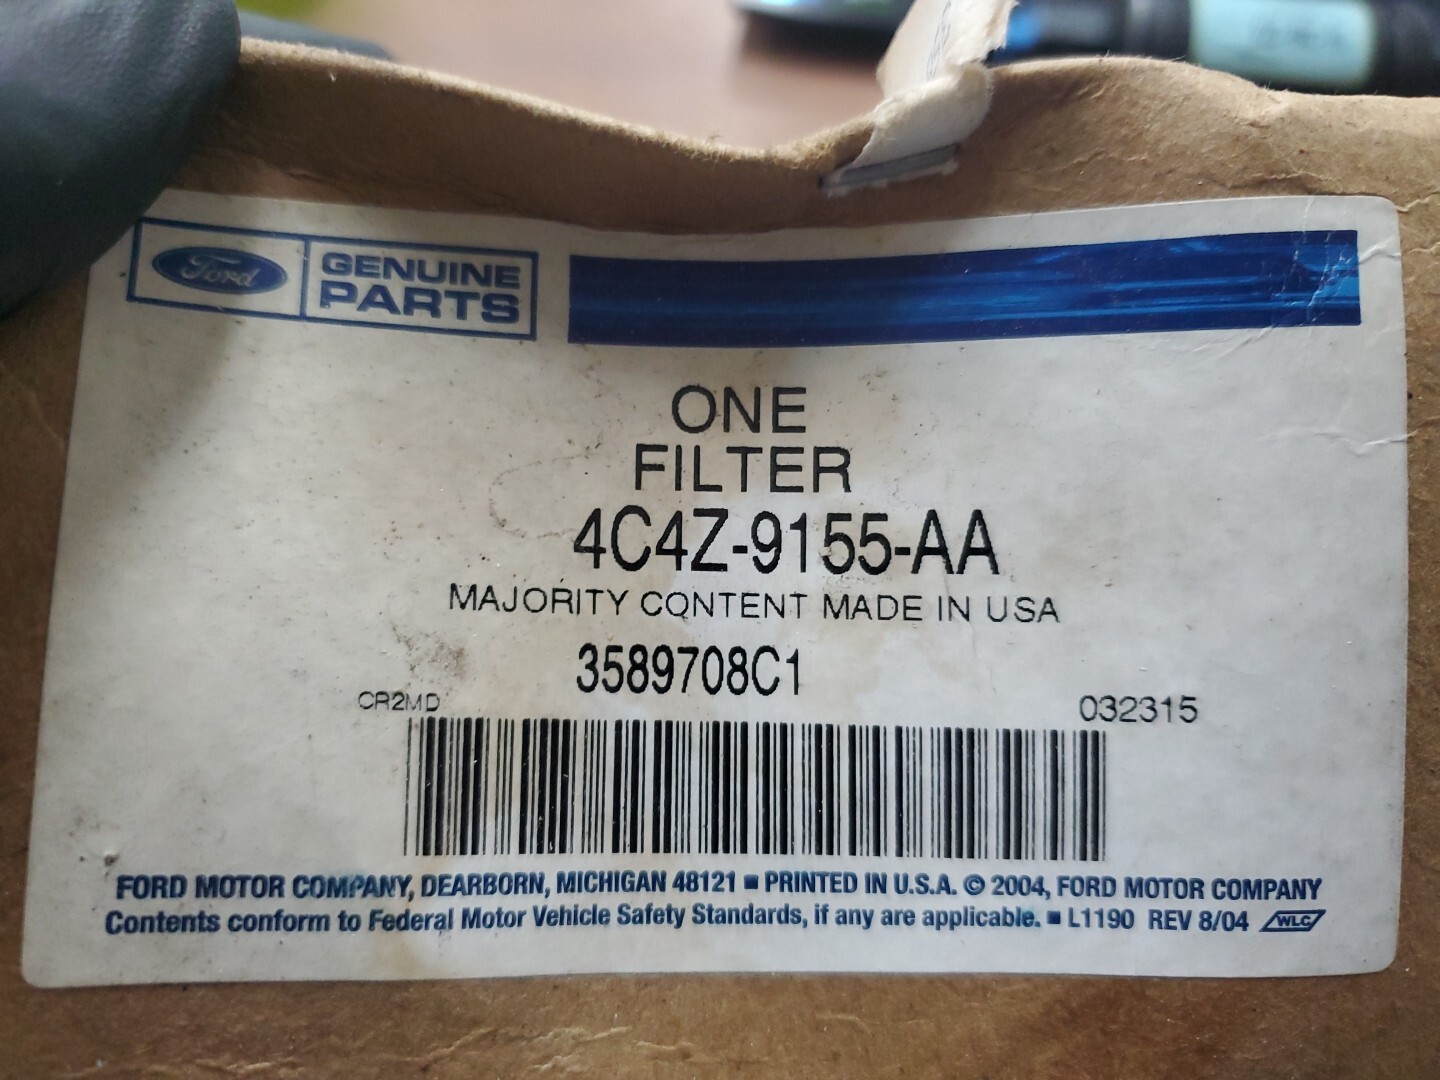 Ford GENUINE
PARTS
ONE
FILTER
4C4Z-9155-AA
MAJORITY CONTENT MADE IN USA
3589708C1
CR2MD 032315
FORD MOTOR COMPANY, DEARBORN, MICHIGAN 48121 ■ PRINTED IN U.S.A. © 2004, FORD MOTOR COMPANY
Contents conform to Federal Motor Vehicle Safety Standards, if any are applicable. ■ L1190 REV 8/04 WLC